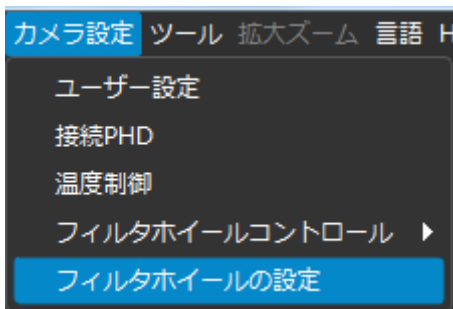 カメラ設定 ツール 拡大ズーム 言語 H
ユーザー設定
接続PHD
温度制御
フィルタホイールコントロール
フィルタホイールの設定